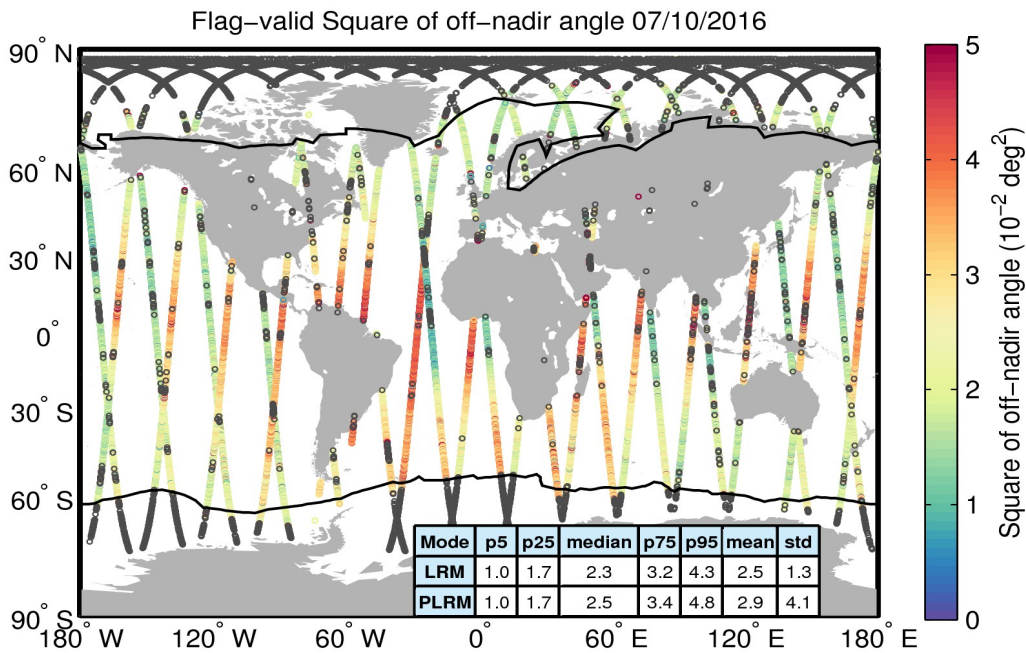 Flag−valid Square of off−nadir angle 07/10/2016
90° N
60° N
30° N
0°
30° S
60° S
90° S
180° W
120° W
60° W
0°
60° E
120° E
180° E
5
4
3
2
1
0
Square of off−nadir angle (10⁻² deg²)
Mode p5 p25 median p75 p95 mean std
LRM 1.0 1.7 2.3 3.2 4.3 2.5 1.3
PLRM 1.0 1.7 2.5 3.4 4.8 2.9 4.1